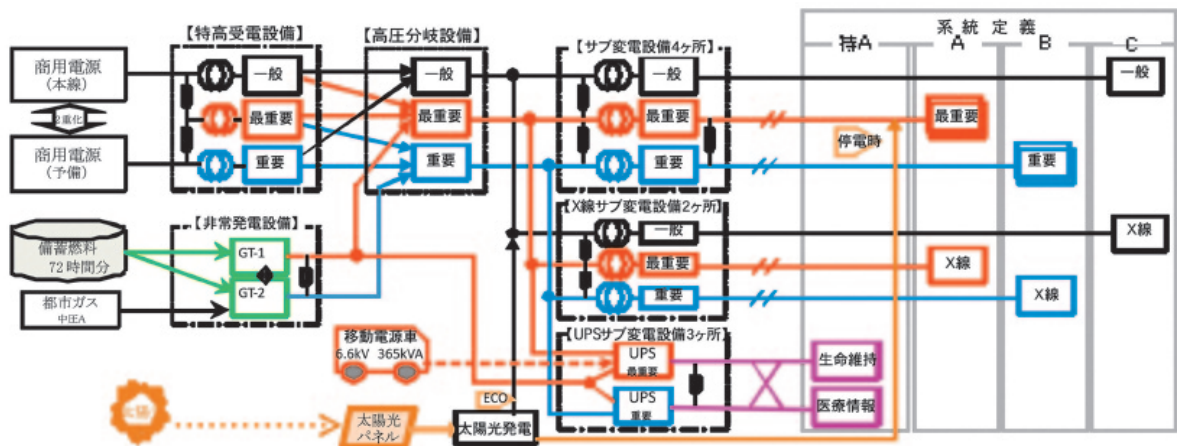 【特高受電設備】
【高圧分岐設備】
【サブ変電設備4ヶ所】
系統定義
特A
A
B
C
商用電源
(本線)
2重化
商用電源
(予備)
一般
最重要
重要
一般
最重要
重要
一般
最重要
重要
停電時
一般
最重要
重要
【非常発電設備】
備蓄燃料
72時間分
都市ガス
中圧A
GT-1
GT-2
【X線サブ変電設備2ヶ所】
一般
最重要
重要
X線
X線
X線
移動電源車
6.6kV 365kVA
【UPSサブ変電設備3ヶ所】
UPS
最重要
UPS
重要
生命維持
医療情報
太陽
太陽光
パネル
ECO
太陽光発電